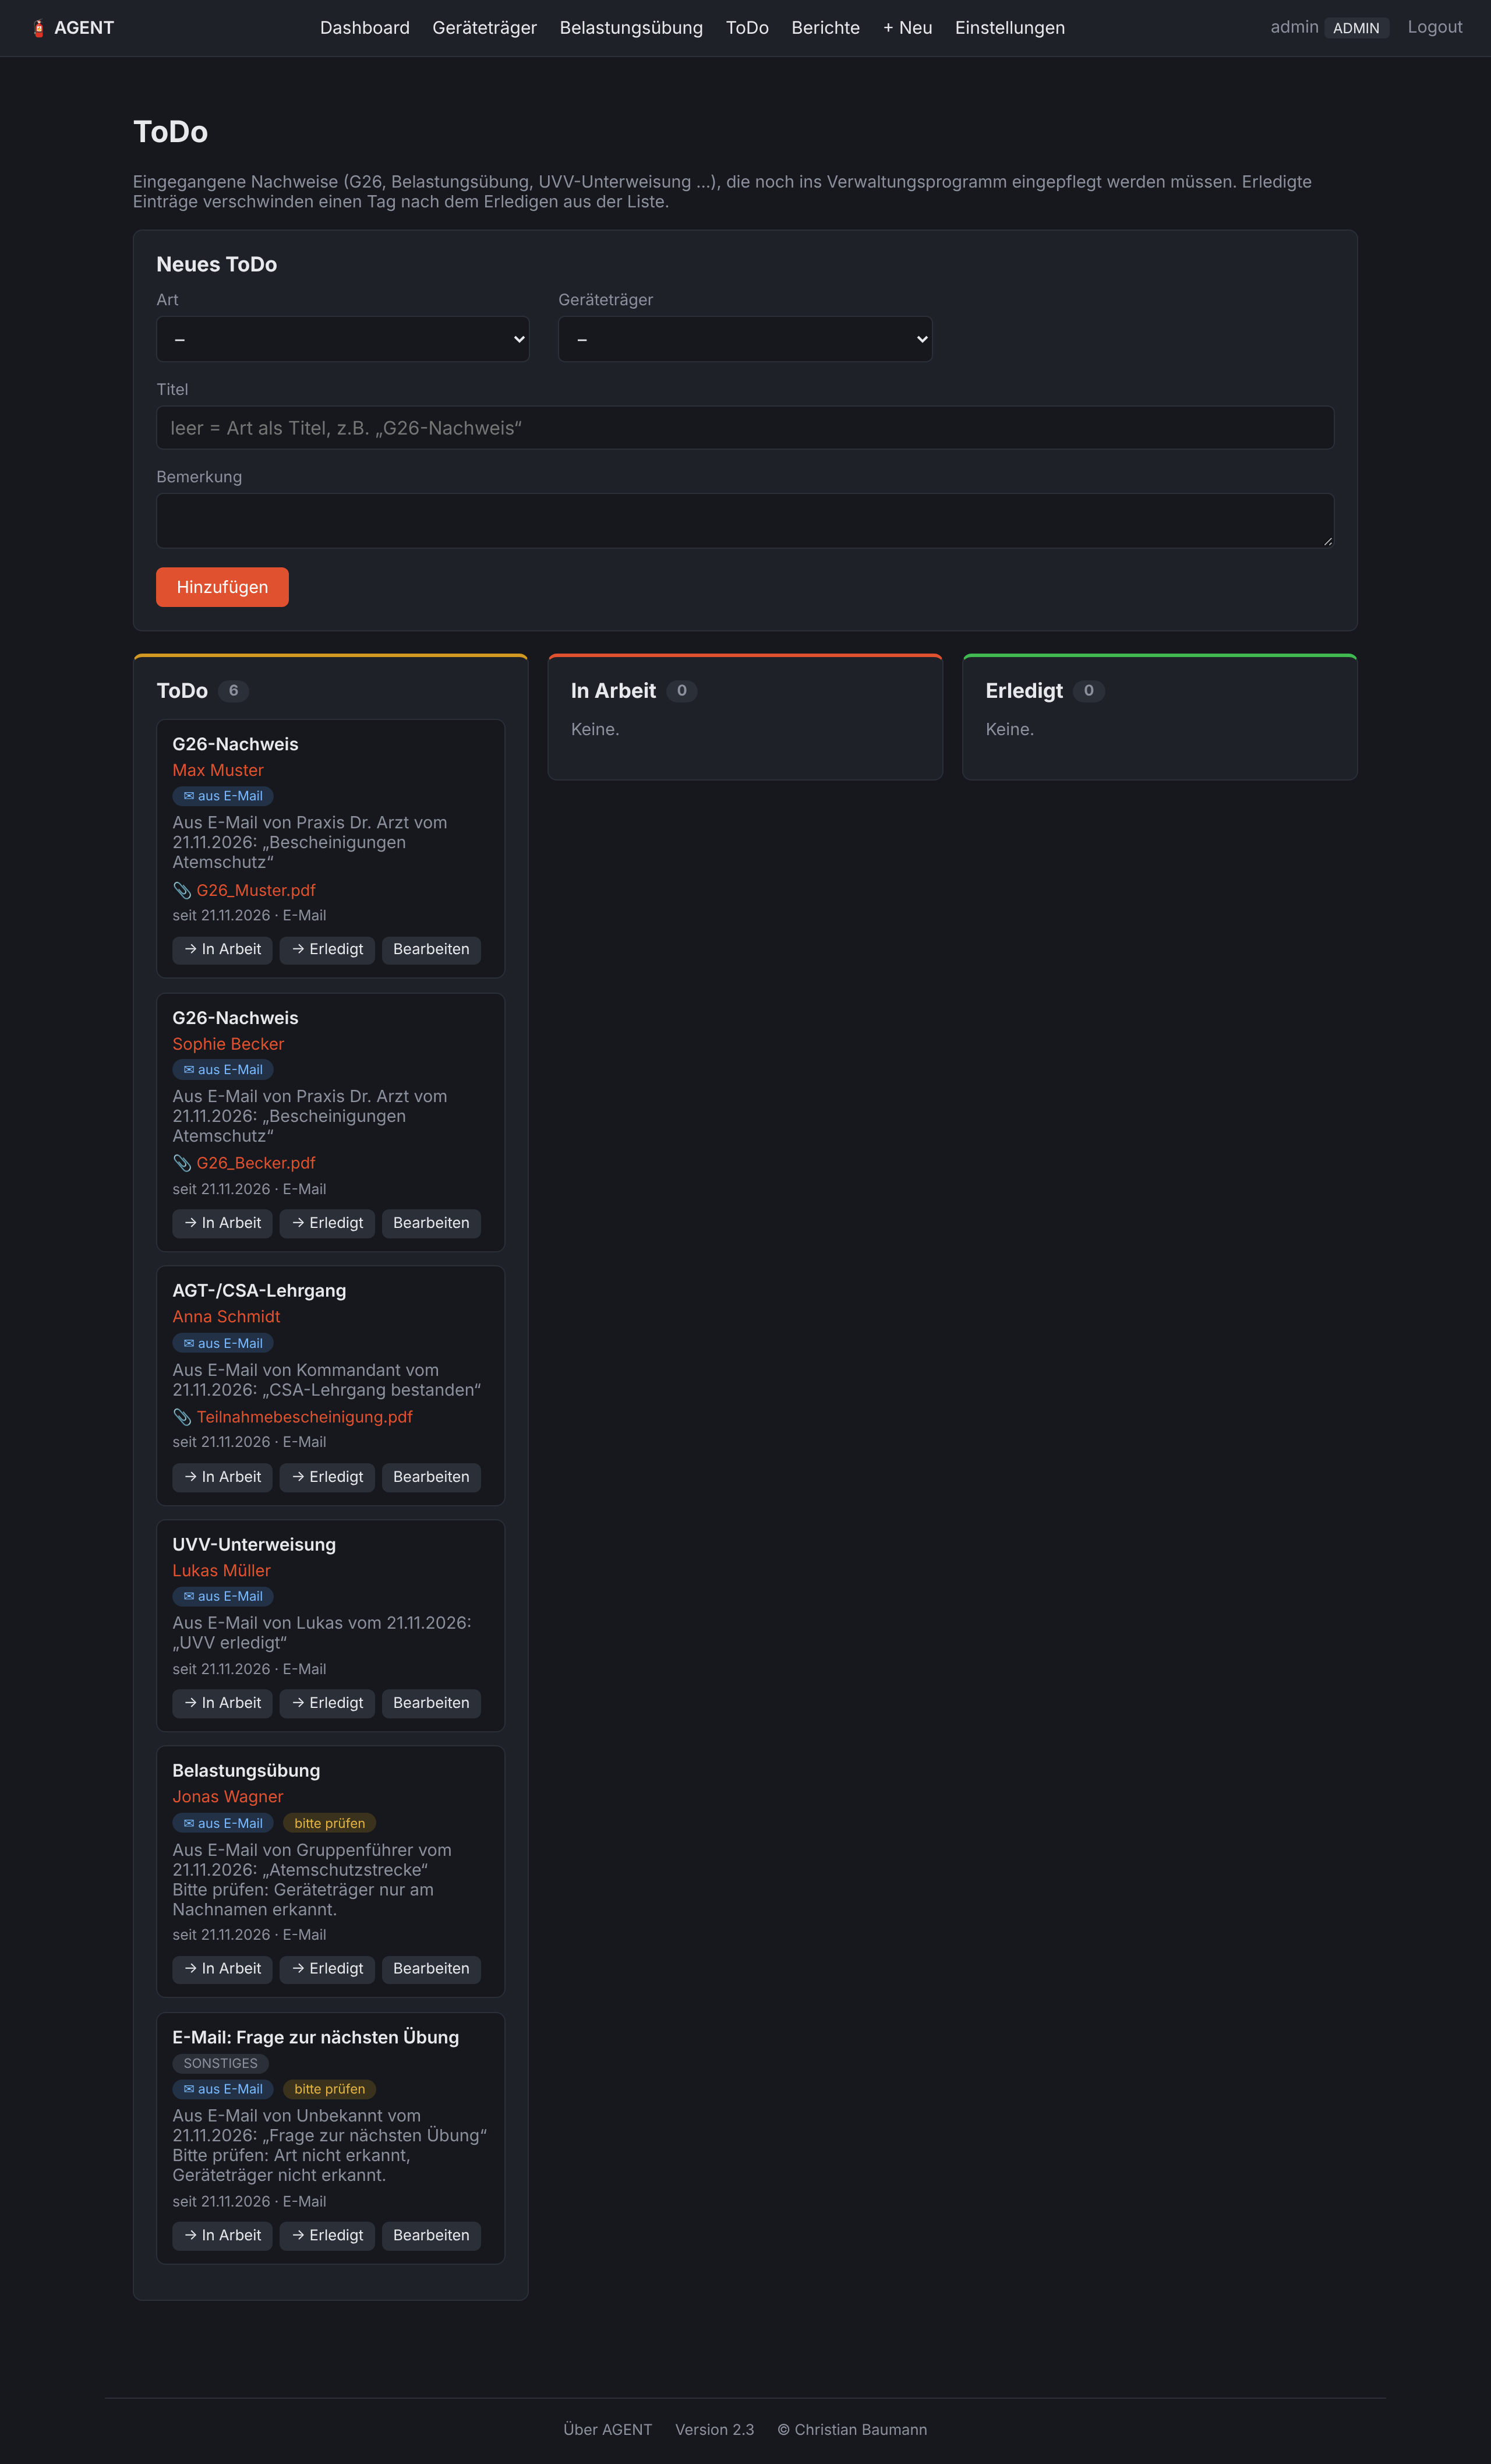 AGENT
Dashboard Geräteträger Belastungsübung ToDo Berichte + Neu Einstellungen
admin ADMIN Logout
ToDo
Eingegangene Nachweise (G26, Belastungsübung, UVV-Unterweisung ...), die noch ins Verwaltungsprogramm eingepflegt werden müssen. Erledigte
Einträge verschwinden einen Tag nach dem Erledigen aus der Liste.
Neues ToDo
Art
Geräteträger
–
–
Titel
leer = Art als Titel, z.B. „G26-Nachweis“
Bemerkung
Hinzufügen
ToDo 6
G26-Nachweis
Max Muster
✉ aus E-Mail
Aus E-Mail von Praxis Dr. Arzt vom
21.11.2026: „Bescheinigungen
Atemschutz“
📎 G26_Muster.pdf
seit 21.11.2026 · E-Mail
→ In Arbeit → Erledigt Bearbeiten
G26-Nachweis
Sophie Becker
✉ aus E-Mail
Aus E-Mail von Praxis Dr. Arzt vom
21.11.2026: „Bescheinigungen
Atemschutz“
📎 G26_Becker.pdf
seit 21.11.2026 · E-Mail
→ In Arbeit → Erledigt Bearbeiten
AGT-/CSA-Lehrgang
Anna Schmidt
✉ aus E-Mail
Aus E-Mail von Kommandant vom
21.11.2026: „CSA-Lehrgang bestanden“
📎 Teilnahmebescheinigung.pdf
seit 21.11.2026 · E-Mail
→ In Arbeit → Erledigt Bearbeiten
UVV-Unterweisung
Lukas Müller
✉ aus E-Mail
Aus E-Mail von Lukas vom 21.11.2026:
„UVV erledigt“
seit 21.11.2026 · E-Mail
→ In Arbeit → Erledigt Bearbeiten
Belastungsübung
Jonas Wagner
✉ aus E-Mail bitte prüfen
Aus E-Mail von Gruppenführer vom
21.11.2026: „Atemschutzstrecke“
Bitte prüfen: Geräteträger nur am
Nachnamen erkannt.
seit 21.11.2026 · E-Mail
→ In Arbeit → Erledigt Bearbeiten
E-Mail: Frage zur nächsten Übung
SONSTIGES
✉ aus E-Mail bitte prüfen
Aus E-Mail von Unbekannt vom
21.11.2026: „Frage zur nächsten Übung“
Bitte prüfen: Art nicht erkannt,
Geräteträger nicht erkannt.
seit 21.11.2026 · E-Mail
→ In Arbeit → Erledigt Bearbeiten
In Arbeit 0
Keine.
Erledigt 0
Keine.
Über AGENT Version 2.3 © Christian Baumann